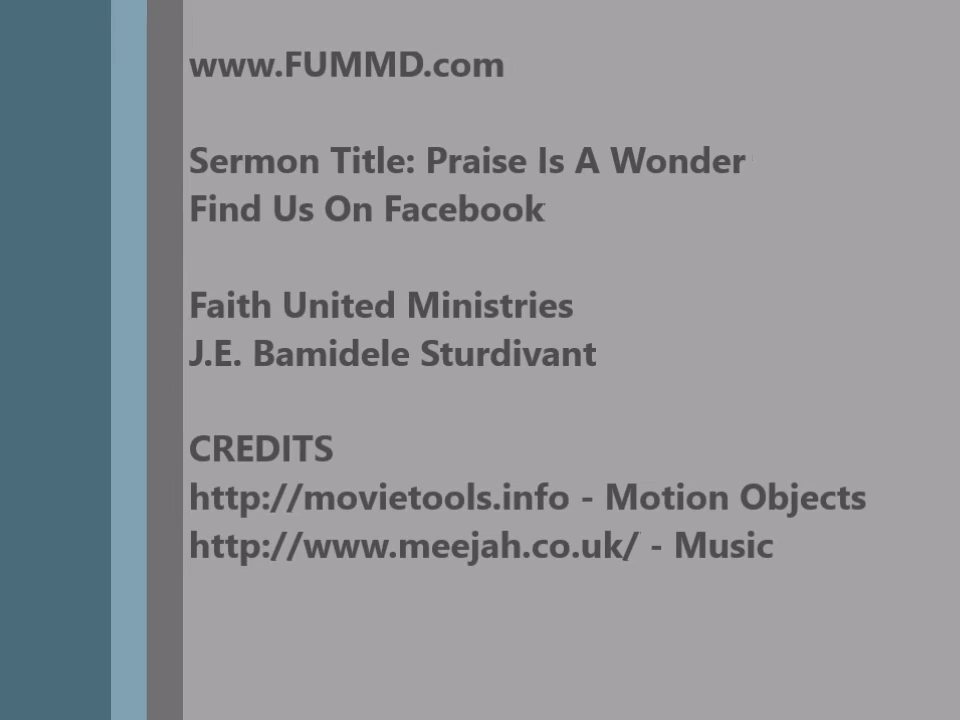 www.FUMMD.com
Sermon Title: Praise Is A Wonder
Find Us On Facebook
Faith United Ministries
J.E. Bamidele Sturdivant
CREDITS
http://movietools.info - Motion Objects
http://www.meejah.co.uk/ - Music